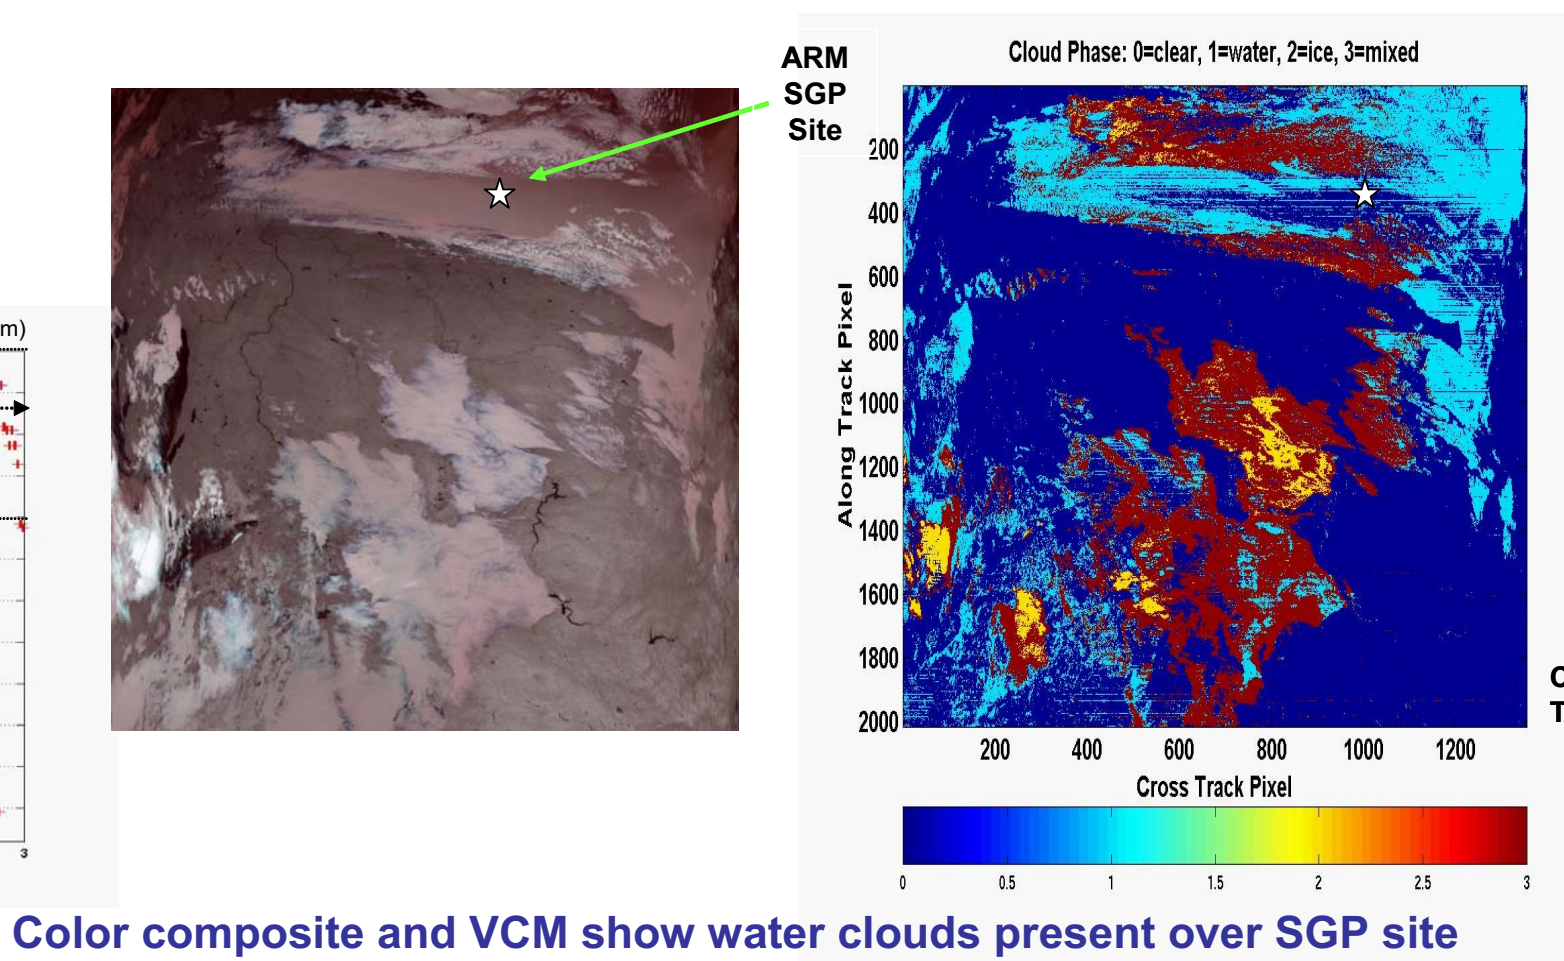 ARM
SGP
Site
Cloud Phase: 0=clear, 1=water, 2=ice, 3=mixed
200
400
600
800
1000
1200
1400
1600
1800
2000
Along Track Pixel
200
400
600
800
1000
1200
Cross Track Pixel
0
0.5
1
1.5
2
2.5
3
m)
3
T
Color composite and VCM show water clouds present over SGP site